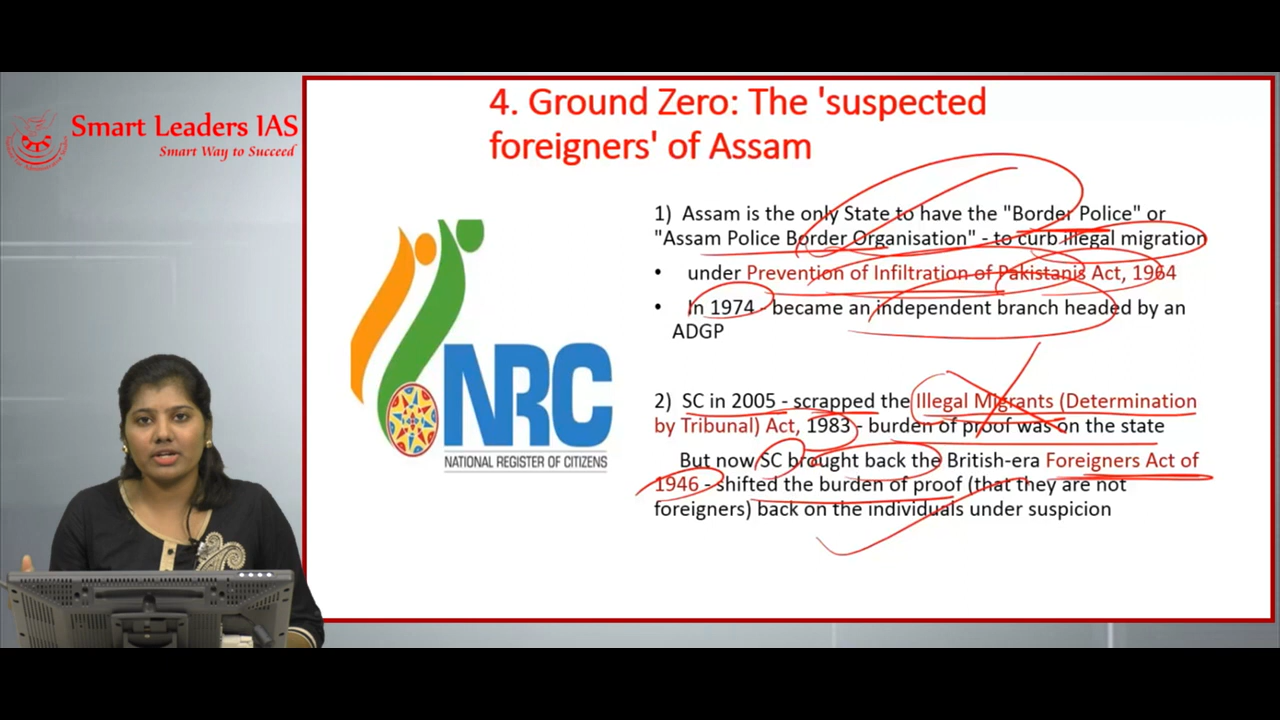 Smart Leaders IAS
Smart Way to Succeed
4. Ground Zero: The 'suspected
foreigners' of Assam
1) Assam is the only State to have the "Border Police" or
"Assam Police Border Organisation" - to curb illegal migration
• under Prevention of Infiltration of Pakistanis Act, 1964
• In 1974 - became an independent branch headed by an
ADGP
NRC
NATIONAL REGISTER OF CITIZENS
2) SC in 2005 - scrapped the Illegal Migrants (Determination
by Tribunal) Act, 1983 - burden of proof was on the state
But now SC brought back the British-era Foreigners Act of
1946 - shifted the burden of proof (that they are not
foreigners) back on the individuals under suspicion